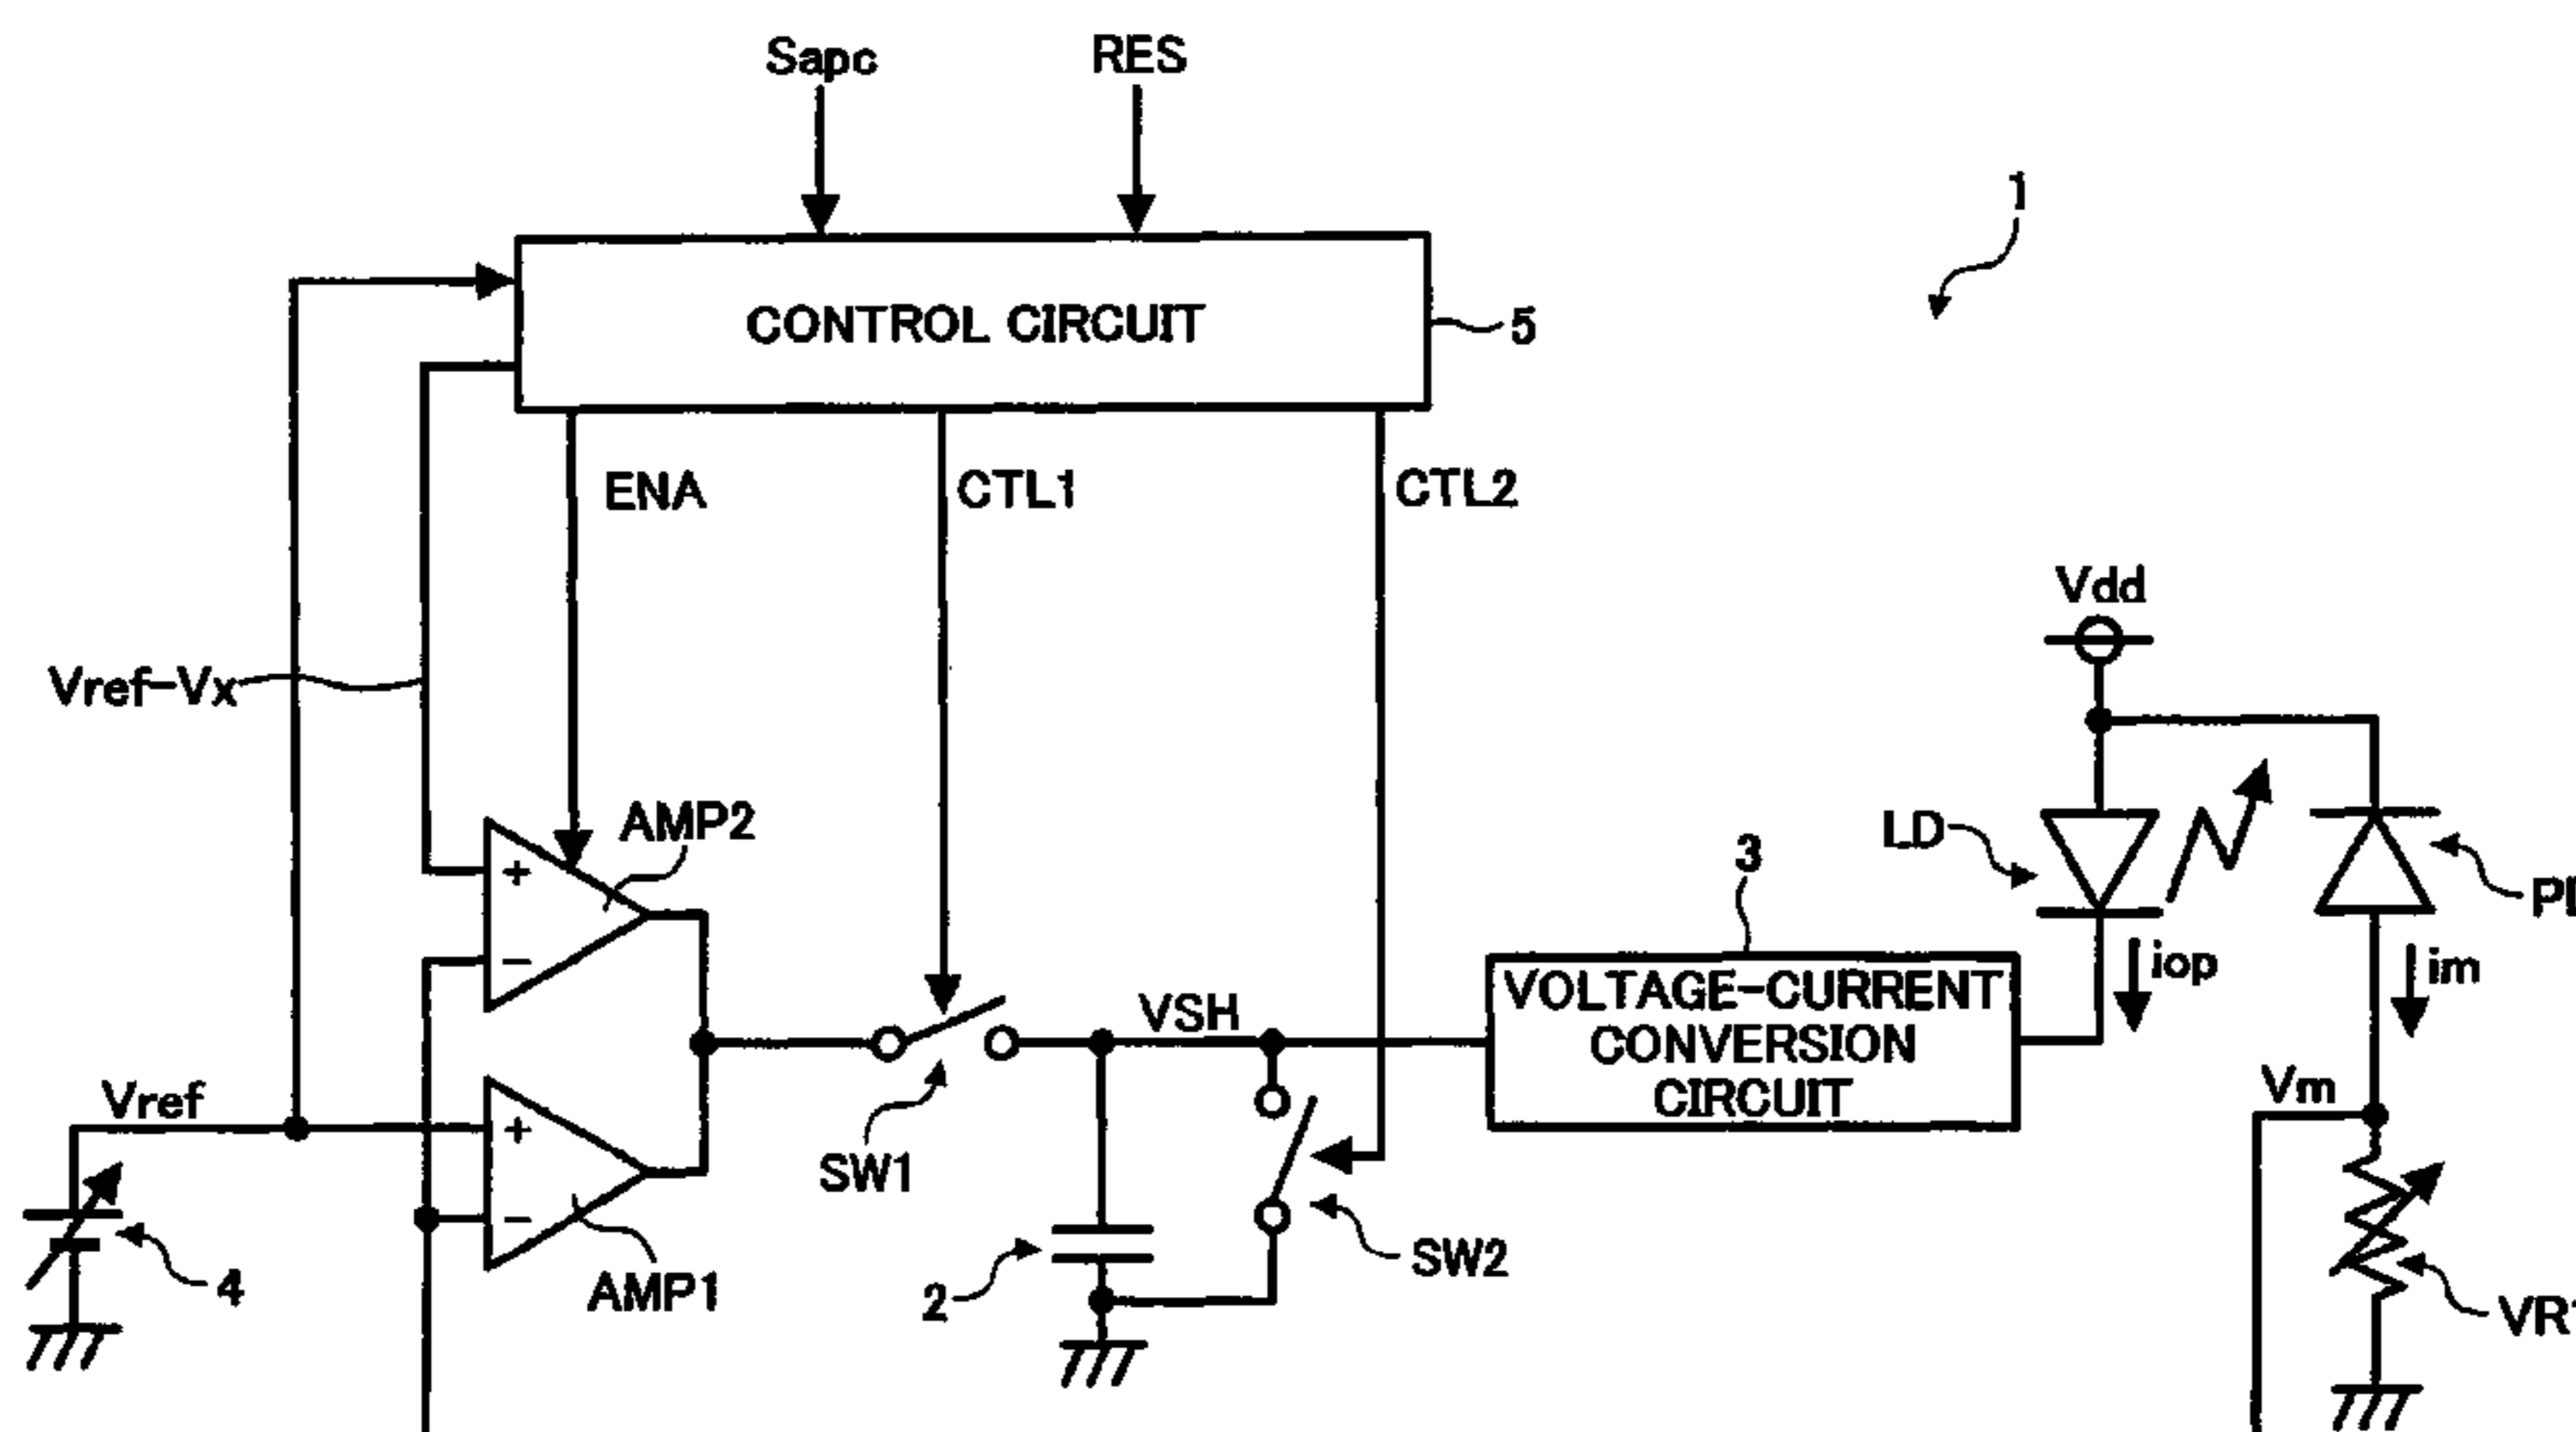 Sapc
RES
1
CONTROL CIRCUIT
5
ENA
CTL1
CTL2
Vdd
Vref-Vx
AMP2
+
−
LD
3
iop
im
VOLTAGE-CURRENT
CONVERSION
CIRCUIT
VSH
Vref
Vm
+
−
SW1
SW2
4
AMP1
2